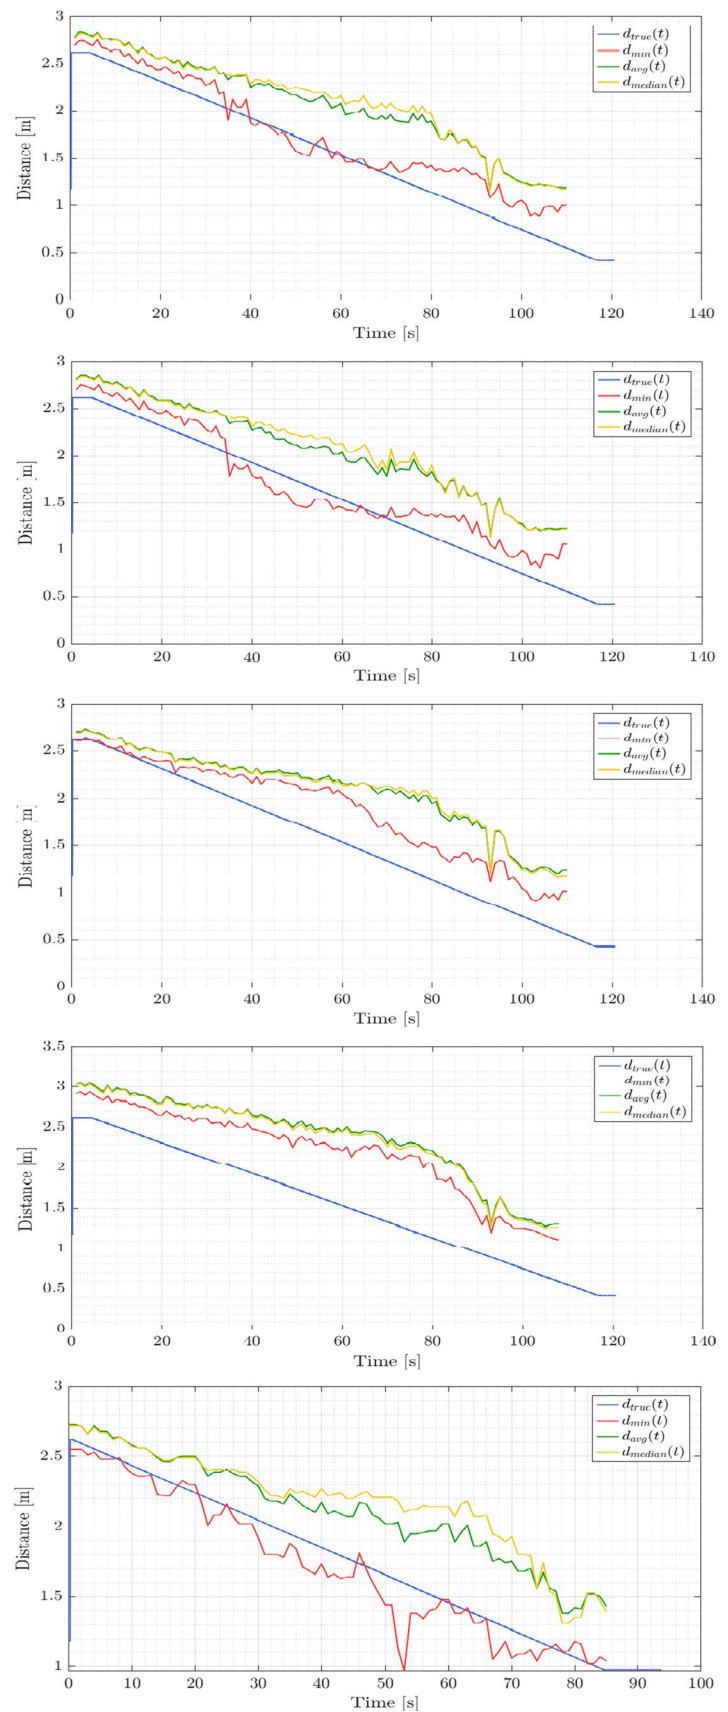 3
2.5
2
1.5
1
0.5
0
0 20 40 60 80 100 120 140
Distance [m]
Time [s]
d_true(t)
d_min(t)
d_avg(t)
d_median(t)
3
2.5
2
1.5
1
0.5
0
0 20 40 60 80 100 120 140
Distance [m]
Time [s]
d_true(l)
d_min(l)
d_avg(t)
d_median(t)
3
2.5
2
1.5
1
0.5
0
0 20 40 60 80 100 120 140
Distance [m]
Time [s]
d_true(t)
d_min(t)
d_avg(t)
d_median(t)
3.5
3
2.5
2
1.5
1
0.5
0
0 20 40 60 80 100 120 140
Distance [m]
Time [s]
d_true(l)
d_min(t)
d_avg(t)
d_median(t)
3
2.5
2
1.5
1
0 10 20 30 40 50 60 70 80 90 100
Distance [m]
Time [s]
d_true(t)
d_min(l)
d_avg(t)
d_median(l)